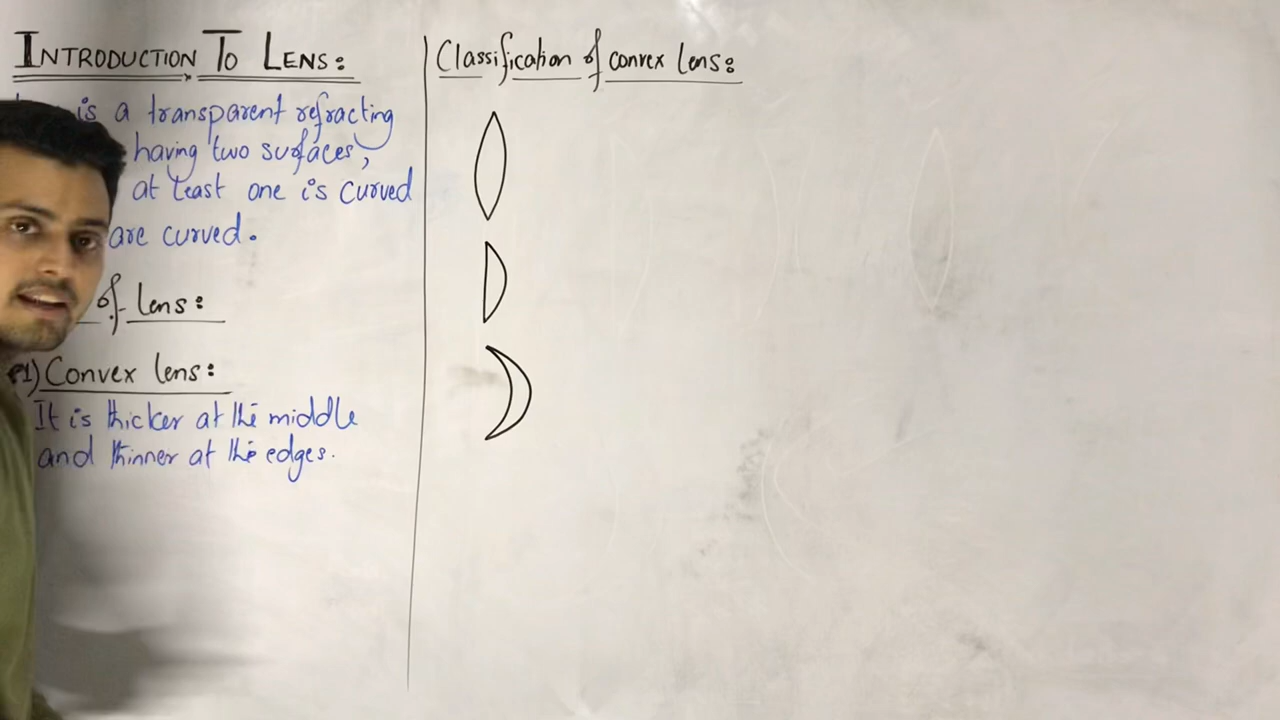 INTRODUCTION TO LENS:
is a transparent refracting
having two surfaces,
at least one is curved
are curved.
of lens:
1) Convex lens:
It is thicker at the middle
and thinner at the edges.
Classification of convex lens: